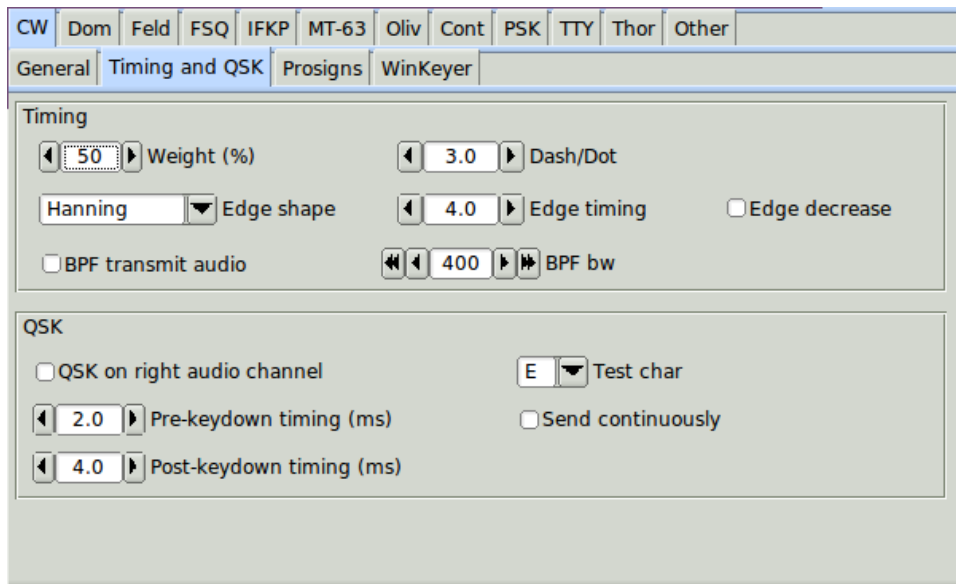 CW Dom Feld FSQ IFKP MT-63 Oliv Cont PSK TTY Thor Other
General Timing and QSK Prosigns WinKeyer
Timing
50 Weight (%) 3.0 Dash/Dot
Hanning Edge shape 4.0 Edge timing Edge decrease
BPF transmit audio 400 BPF bw
QSK
QSK on right audio channel E Test char
2.0 Pre-keydown timing (ms) Send continuously
4.0 Post-keydown timing (ms)